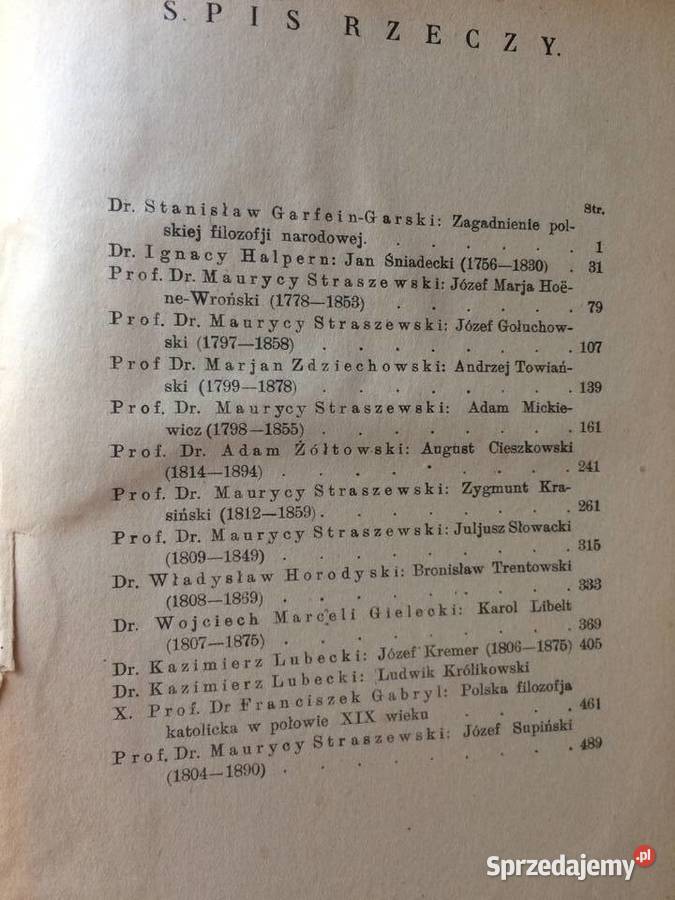 S. PIS RZECZY.
Str.
Dr. Stanisław Garfein-Garski: Zagadnienie pol-
skiej filozofji narodowej. . . . . . . 1
Dr. Ignacy Halpern: Jan Śniadecki (1756—1830) . 31
Prof. Dr. Maurycy Straszewski: Józef Marja Hoë-
ne-Wroński (1778—1853) . . . . . . 79
Prof. Dr. Maurycy Straszewski: Józef Gołuchow-
ski (1797—1858) . . . . . . . . 107
Prof Dr. Marjan Zdziechowski: Andrzej Towiań-
ski (1799—1878) . . . . . . . . 139
Prof. Dr. Maurycy Straszewski: Adam Mickie-
wicz (1798—1855) . . . . . . . . 161
Prof. Dr. Adam Żółtowski: August Cieszkowski
(1814—1894) . . . . . . . . . 241
Prof. Dr. Maurycy Straszewski: Zygmunt Kra-
siński (1812—1859) . . . . . . . . 261
Prof. Dr. Maurycy Straszewski: Juljusz Słowacki
(1809—1849) . . . . . . . . . 315
Dr. Władysław Horodyski: Bronisław Trentowski
(1808—1869) . . . . . . . . . 333
Dr. Wojciech Marceli Gielecki: Karol Libelt
(1807—1875) . . . . . . . . . 369
Dr. Kazimierz Lubecki: Józef Kremer (1806—1875) 405
Dr. Kazimierz Lubecki: Ludwik Królikowski
X. Prof. Dr Franciszek Gabryl: Polska filozofja
katolicka w połowie XIX wieku . . . . 461
Prof. Dr. Maurycy Straszewski: Józef Supiński
(1804—1890) . . . . . . . . . 489
Sprzedajemy.pl